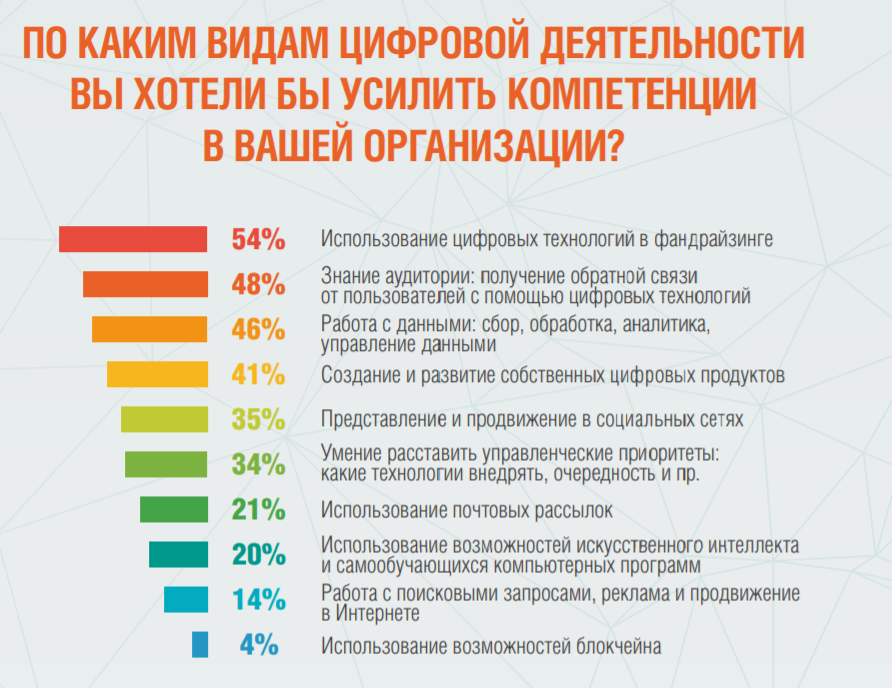 ПО КАКИМ ВИДАМ ЦИФРОВОЙ ДЕЯТЕЛЬНОСТИ
ВЫ ХОТЕЛИ БЫ УСИЛИТЬ КОМПЕТЕНЦИИ
В ВАШЕЙ ОРГАНИЗАЦИИ?
54% Использование цифровых технологий в фандрайзинге
48% Знание аудитории: получение обратной связи
от пользователей с помощью цифровых технологий
46% Работа с данными: сбор, обработка, аналитика,
управление данными
41% Создание и развитие собственных цифровых продуктов
35% Представление и продвижение в социальных сетях
34% Умение расставить управленческие приоритеты:
какие технологии внедрять, очередность и пр.
21% Использование почтовых рассылок
20% Использование возможностей искусственного интеллекта
и самообучающихся компьютерных программ
14% Работа с поисковыми запросами, реклама и продвижение
в Интернете
4% Использование возможностей блокчейна